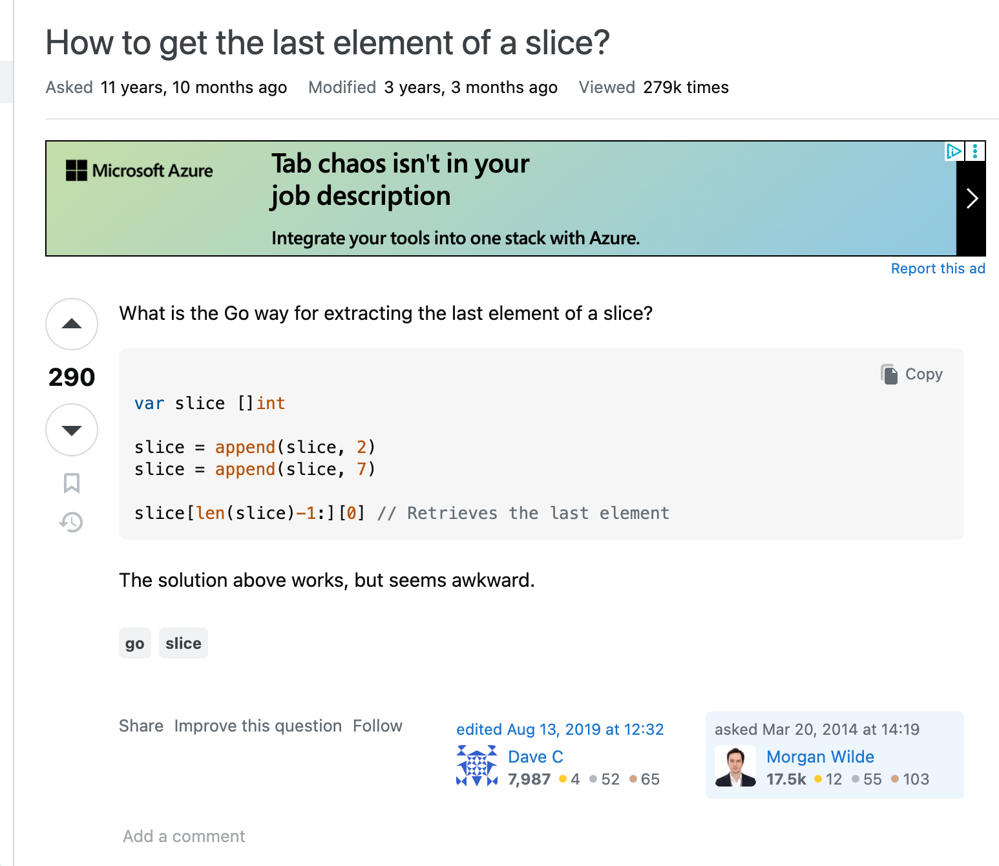 How to get the last element of a slice?
Asked 11 years, 10 months ago Modified 3 years, 3 months ago Viewed 279k times
Microsoft Azure
Tab chaos isn't in your
job description
Integrate your tools into one stack with Azure.
Report this ad
What is the Go way for extracting the last element of a slice?
290
Copy
var slice []int
slice = append(slice, 2)
slice = append(slice, 7)
slice[len(slice)-1:][0] // Retrieves the last element
The solution above works, but seems awkward.
go slice
Share Improve this question Follow
edited Aug 13, 2019 at 12:32
Dave C
7,987 4 52 65
asked Mar 20, 2014 at 14:19
Morgan Wilde
17.5k 12 55 103
Add a comment